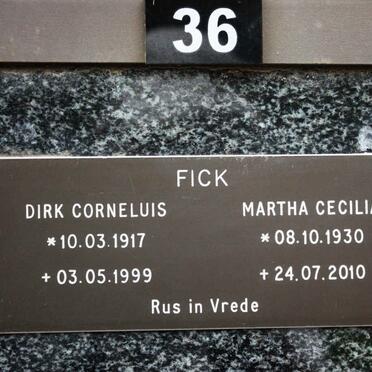 36
FICK
DIRK CORNELUIS MARTHA CECILIA
*10.03.1917 *08.10.1930
+03.05.1999 +24.07.2010
Rus in Vrede